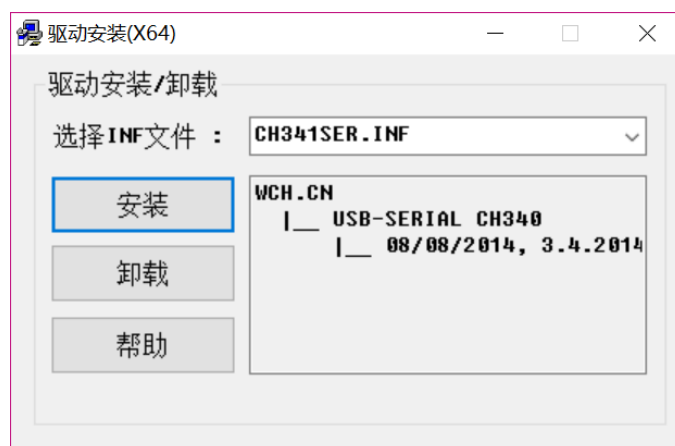 驱动安装(X64)
驱动安装/卸载
选择INF文件 : CH341SER.INF
安装
WCH.CN
|__ USB-SERIAL CH340
|__ 08/08/2014, 3.4.2014
卸载
帮助